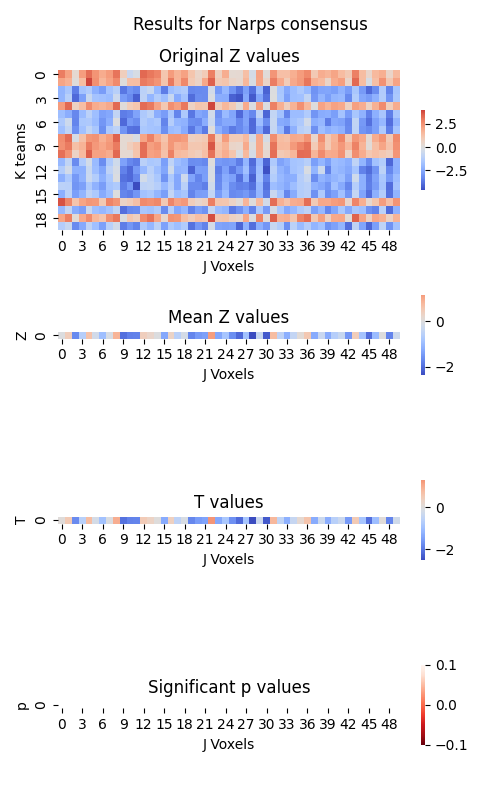 Results for Narps consensus
Original Z values
K teams
0
3
6
9
12
15
18
0 3 6 9 12 15 18 21 24 27 30 33 36 39 42 45 48
J Voxels
2.5
0.0
−2.5
Mean Z values
Z
0
0 3 6 9 12 15 18 21 24 27 30 33 36 39 42 45 48
J Voxels
0
−2
T values
T
0
0 3 6 9 12 15 18 21 24 27 30 33 36 39 42 45 48
J Voxels
0
−2
Significant p values
p
0
0 3 6 9 12 15 18 21 24 27 30 33 36 39 42 45 48
J Voxels
0.1
0.0
−0.1